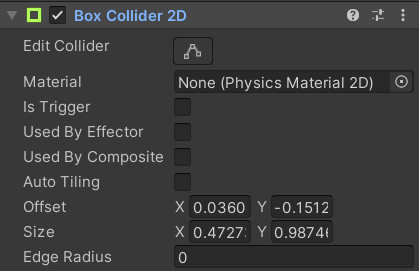 Box Collider 2D
Edit Collider
Material None (Physics Material 2D)
Is Trigger
Used By Effector
Used By Composite
Auto Tiling
Offset X 0.0360 Y -0.1512
Size X 0.4727 Y 0.9874
Edge Radius 0